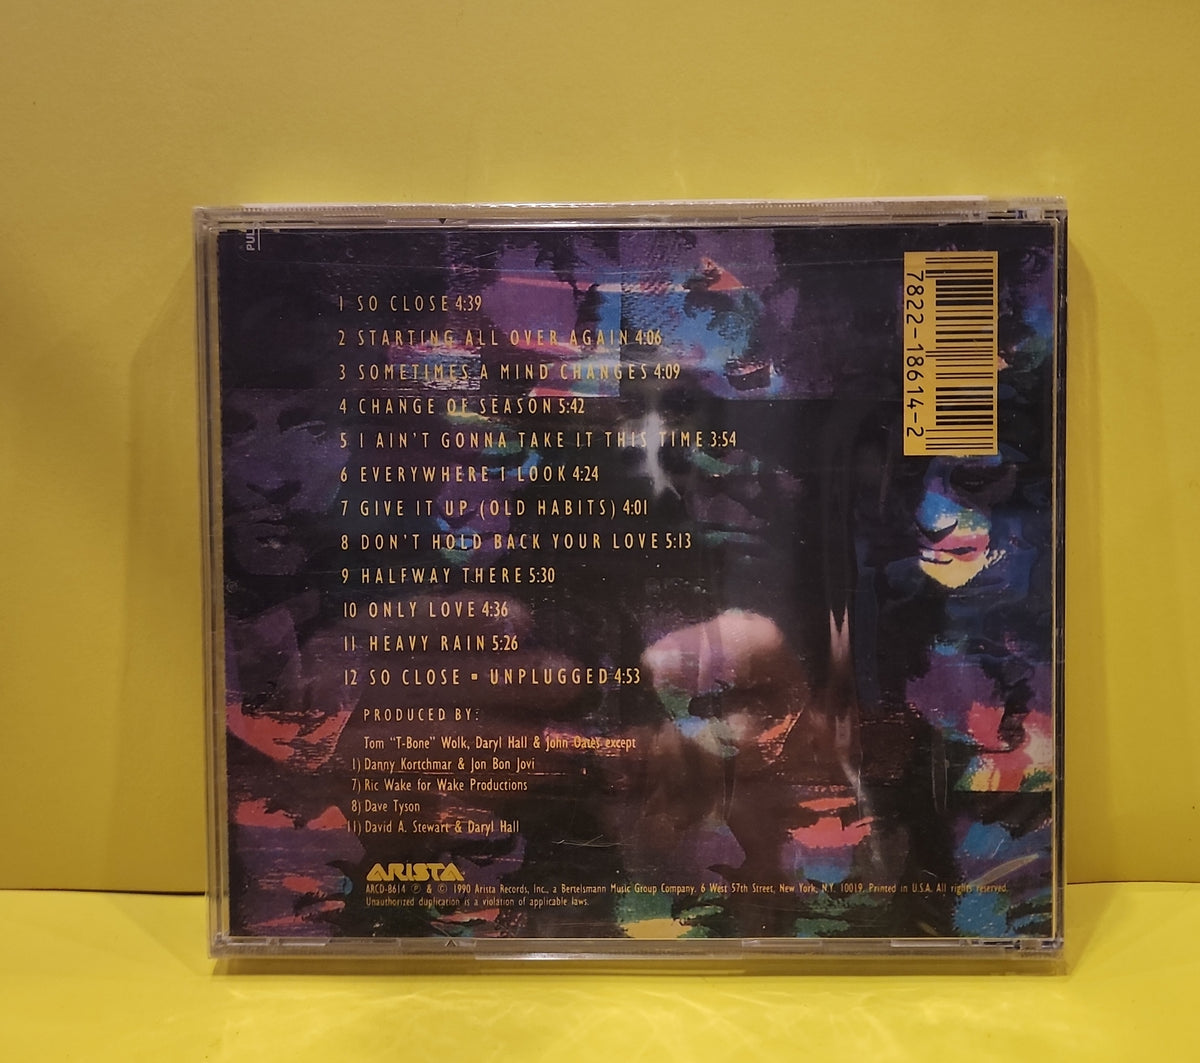 PUL
7822-18614-2
1 SO CLOSE 4:39
2 STARTING ALL OVER AGAIN 4:06
3 SOMETIMES A MIND CHANGES 4:09
4 CHANGE OF SEASON 5:42
5 I AIN'T GONNA TAKE IT THIS TIME 3:54
6 EVERYWHERE I LOOK 4:24
7 GIVE IT UP (OLD HABITS) 4:01
8 DON'T HOLD BACK YOUR LOVE 5:13
9 HALFWAY THERE 5:30
10 ONLY LOVE 4:36
11 HEAVY RAIN 5:26
12 SO CLOSE ▪ UNPLUGGED 4:53
PRODUCED BY:
Tom "T-Bone" Wolk, Daryl Hall & John Oates except
1) Danny Kortchmar & Jon Bon Jovi
7) Ric Wake for Wake Productions
8) Dave Tyson
11) David A. Stewart & Daryl Hall
ARISTA
ARCD-8614 ℗ & © 1990 Arista Records, Inc., a Bertelsmann Music Group Company. 6 West 57th Street, New York, N.Y. 10019. Printed in U.S.A. All rights reserved.
Unauthorized duplication is a violation of applicable laws.